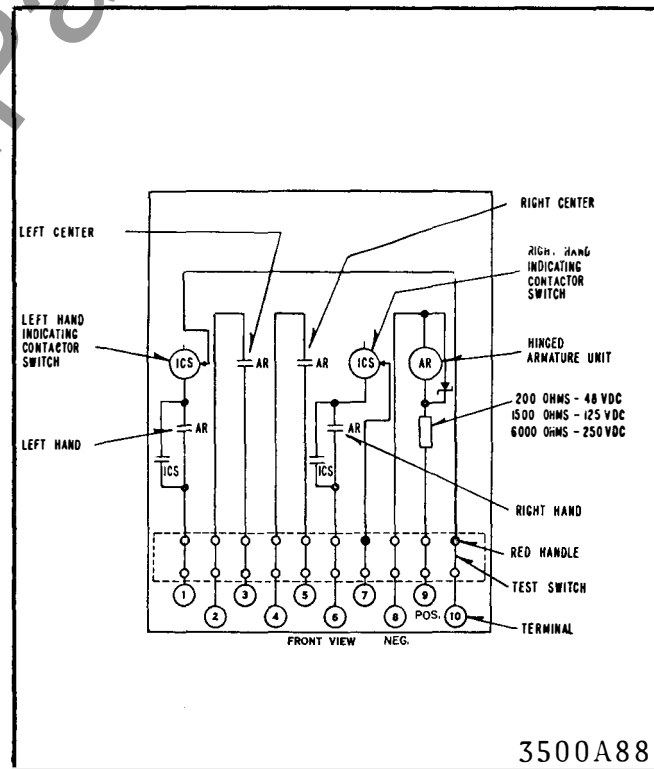 RIGHT CENTER
LEFT CENTER
RIGHT HAND
INDICATING
CONTACTOR
SWITCH
LEFT HAND
INDICATING
CONTACTOR
SWITCH
HINGED
ARMATURE UNIT
ICS
AR
AR
ICS
AR
200 OHMS - 48 VDC
1500 OHMS - 125 VDC
6000 OHMS - 250 VDC
LEFT HAND
AR
AR
ICS
ICS
RIGHT HAND
RED HANDLE
TEST SWITCH
1
3
5
7
9
2
4
6
8
POS.
10
TERMINAL
FRONT VIEW
NEG.
3500A88